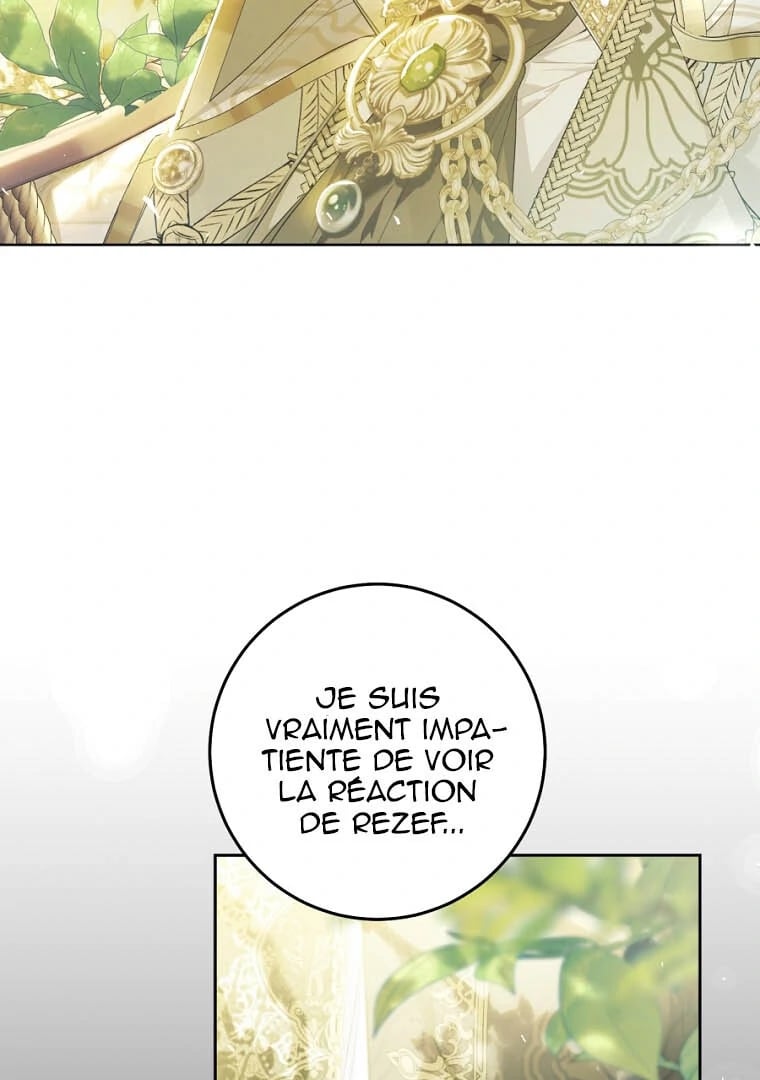 JE SUIS
VRAIMENT IMPA-
TIENTE DE VOIR
LA RÉACTION
DE REZEF...